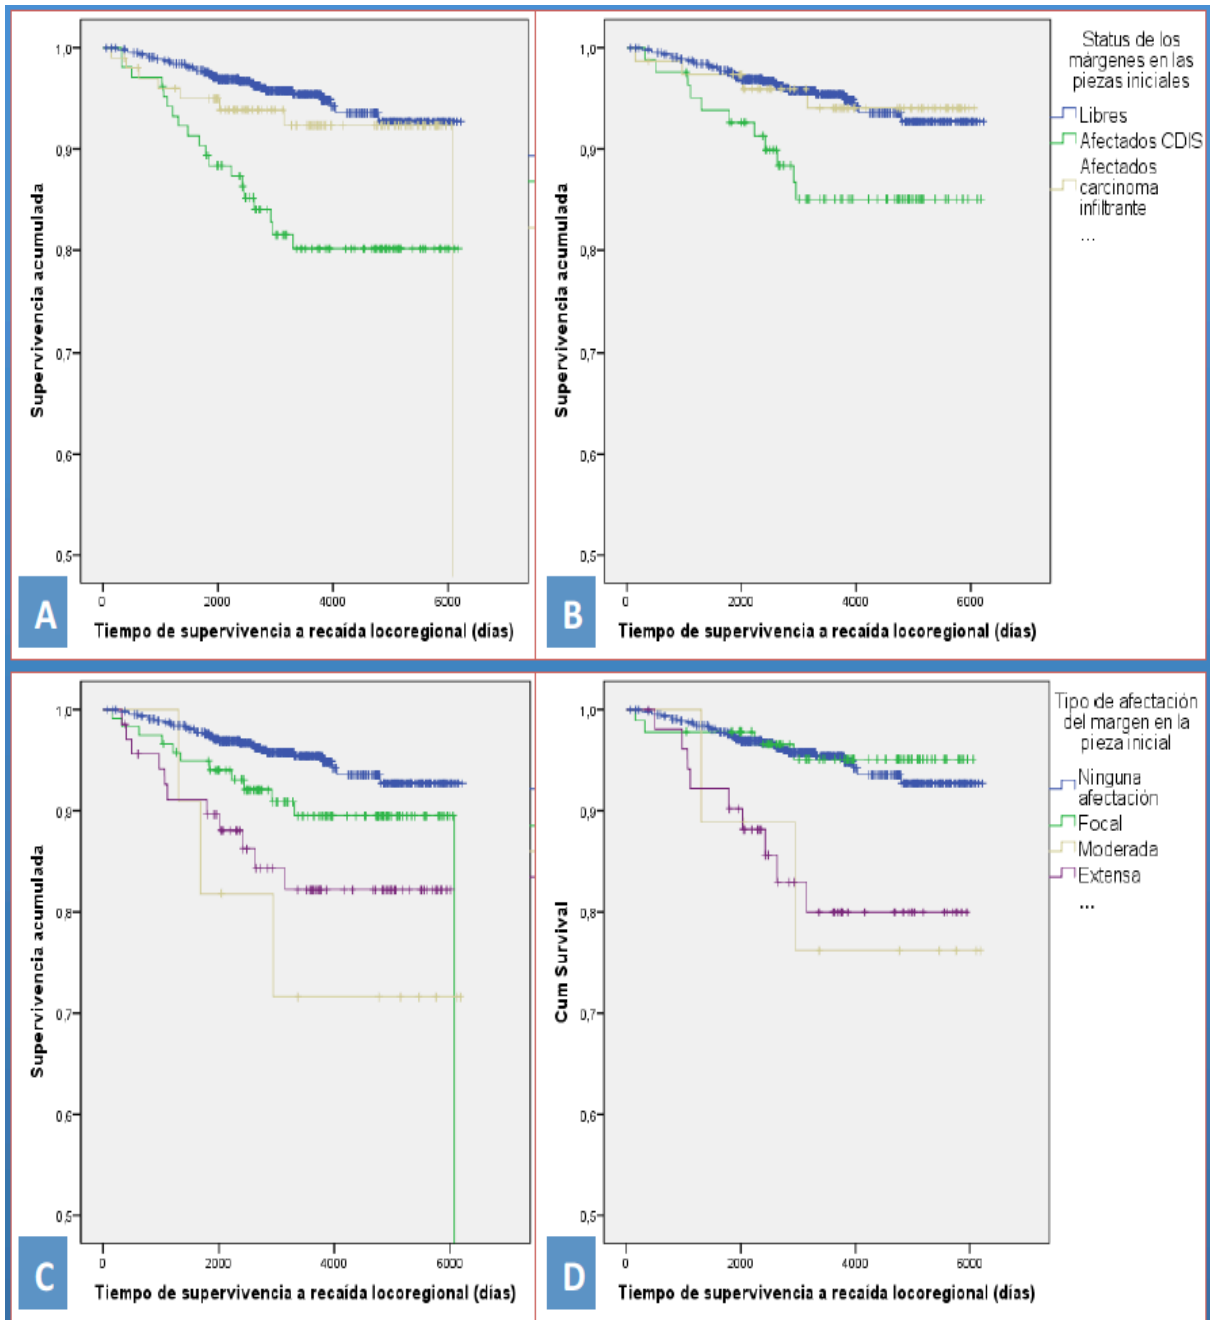 1,0
0,9
0,8
0,7
0,6
0,5
Supervivencia acumulada
0
2000
4000
6000
Tiempo de supervivencia a recaída locoregional (días)
A
1,0
0,9
0,8
0,7
0,6
0,5
Supervivencia acumulada
0
2000
4000
6000
Tiempo de supervivencia a recaída locoregional (días)
B
Status de los
márgenes en las
piezas iniciales
Libres
Afectados CDIS
Afectados
carcinoma
infiltrante
...
1,0
0,9
0,8
0,7
0,6
0,5
Supervivencia acumulada
0
2000
4000
6000
Tiempo de supervivencia a recaída locoregional (días)
C
1,0
0,9
0,8
0,7
0,6
0,5
Cum Survival
0
2000
4000
6000
Tiempo de supervivencia a recaída locoregional (días)
D
Tipo de afectación
del margen en la
pieza inicial
Ninguna
afectación
Focal
Moderada
Extensa
...